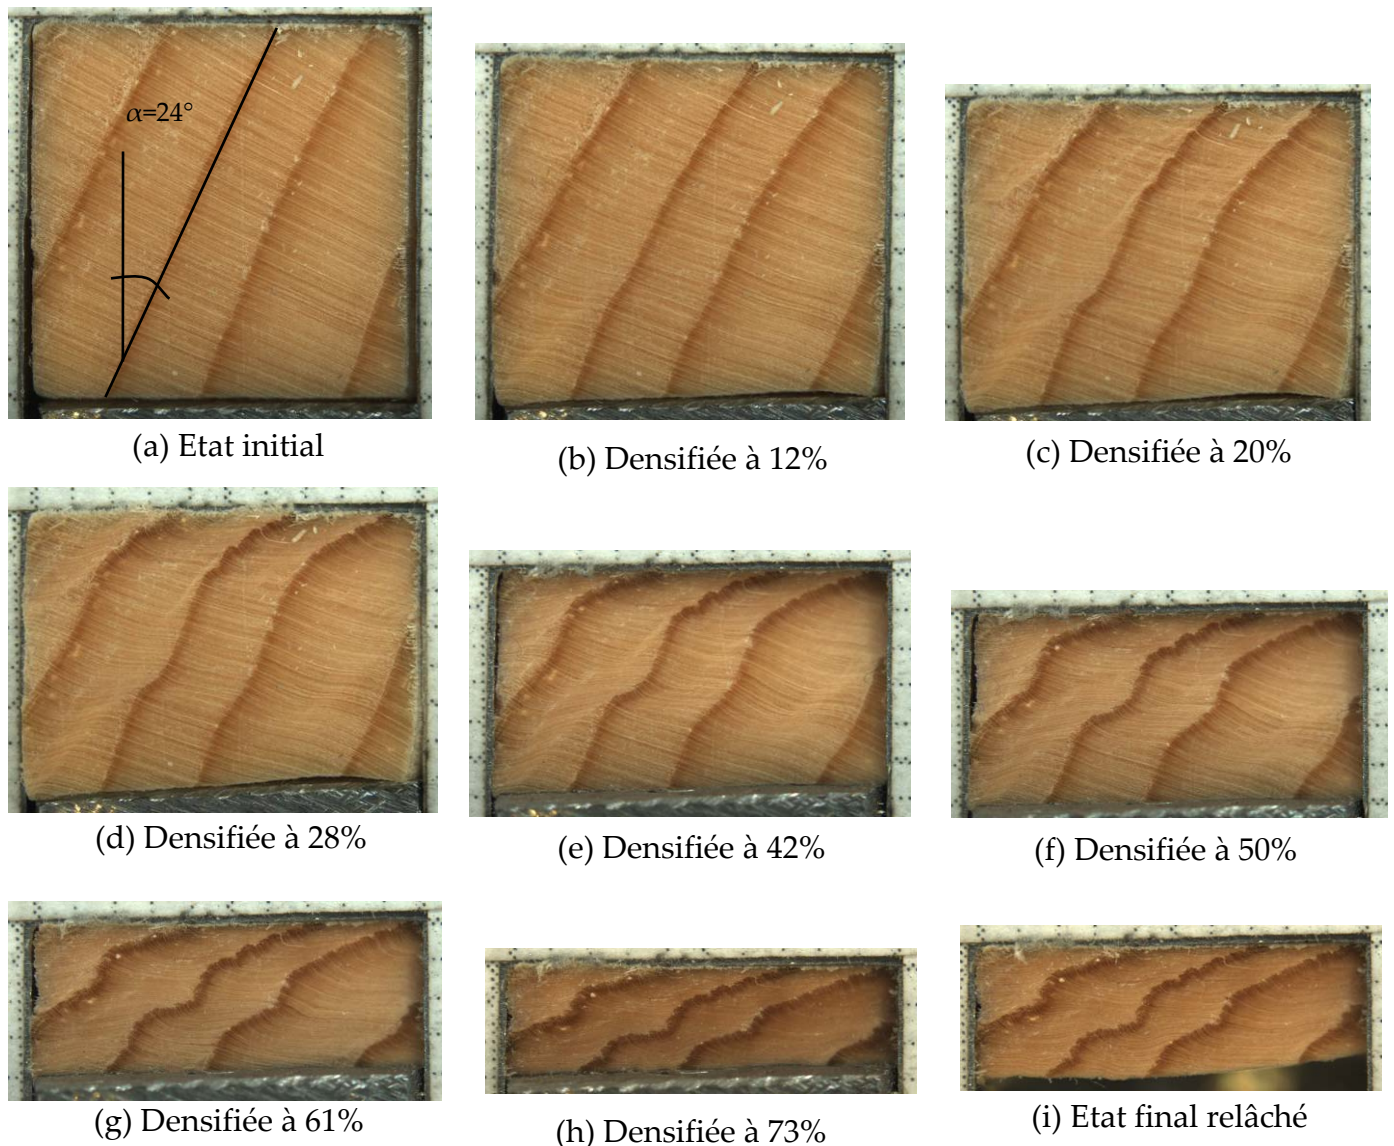 α=24°
(a) Etat initial
(b) Densifiée à 12%
(c) Densifiée à 20%
(d) Densifiée à 28%
(e) Densifiée à 42%
(f) Densifiée à 50%
(g) Densifiée à 61%
(h) Densifiée à 73%
(i) Etat final relâché